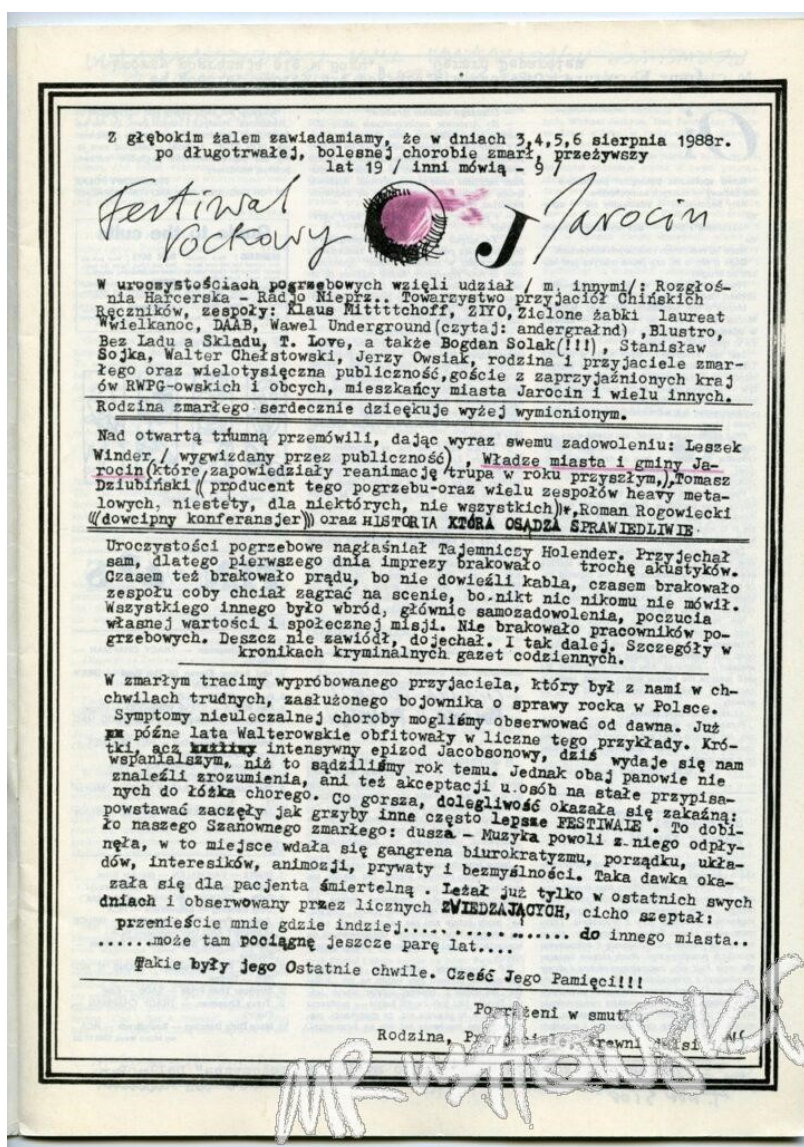 Z głębokim żalem zawiadamiamy, że w dniach 3,4,5,6 sierpnia 1988r.
po długotrwałej, bolesnej chorobie zmarł, przeżywszy
lat 19 / inni mówią - 9 /
Festiwal
rockowy
Jarocin
W uroczystościach pogrzebowych wzięli udział / m. innymi/: Rozgłoś-
nia Harcerska - Radjo Nieprz.. Towarzystwo przyjaciół Chińskich
Ręczników, zespoły: Klaus Mitttttchoff, ZIYO, Zielone żabki laureat
Wwielkanoc, DAAB, Wawel Underground(czytaj: andergrałnd) ,Blustro,
Bez Ładu a Składu, T. Love, a także Bogdan Solak(!!!), Stanisław
Sojka, Walter Chełstowski, Jerzy Owsiak, rodzina i przyjaciele zmar-
łego oraz wielotysięczna publiczność,goście z zaprzyjaźnionych kraj
ów RWPG-owskich i obcych, mieszkańcy miasta Jarocin i wielu innych.
Rodzina zmarłego serdecznie dzieękuje wyżej wymienionym.
Nad otwartą trumną przemówili, dając wyraz swemu zadowoleniu: Leszek
Winder / wygwizdany przez publiczność) , Władze miasta i gminy Ja-
rocin(które zapowiedziały reanimację trupa w roku przyszłym,),Tomasz
Dziubiński (( producent tego pogrzebu-oraz wielu zespołów heavy meta-
lowych, niestety, dla niektórych, nie wszystkich))*,Roman Rogowiecki
(((dowcipny konferansjer))) oraz HISTORIA KTÓRA OSĄDZA SPRAWIEDLIWIE.
Uroczystości pogrzebowe nagłaśniał Tajemniczy Holender. Przyjechał
sam, dlatego pierwszego dnia imprezy brakowało trochę akustyków.
Czasem też brakowało prądu, bo nie dowieźli kabla, czasem brakowało
zespołu coby chciał zagrać na scenie, bo.nikt nic nikomu nie mówił.
Wszystkiego innego było wbród, głównie samozadowolenia, poczucia
własnej wartości i społecznej misji. Nie brakowało pracowników po-
grzebowych. Deszcz nie zawiódł, dojechał. I tak dalej. Szczegóły w
kronikach kryminalnych gazet codziennych.
W zmarłym tracimy wypróbowanego przyjaciela, który był z nami w ch-
chwilach trudnych, zasłużonego bojownika o sprawy rocka w Polsce.
Symptomy nieuleczalnej choroby mogliśmy obserwować od dawna. Już
późne lata Walterowskie obfitowały w liczne tego przykłady. Kró-
tki, acz intensywny epizod Jacobsonowy, dziś wydaje się nam
wspanialszym, niż to sądziliśmy rok temu. Jednak obaj panowie nie
znaleźli zrozumienia, ani też akceptacji u.osób na stałe przypisa-
nych do łóżka chorego. Co gorsza, dolegliwość okazała się zakaźną:
powstawać zaczęły jak grzyby inne często lepsze FESTIWALE . To dobi-
ło naszego Szanownego zmarłego: dusza - Muzyka powoli z.niego odpły-
nęła, w to miejsce wdała się gangrena biurokratyzmu, porządku, ukła-
dów, interesików, animozji, prywaty i bezmyślności. Taka dawka oka-
zała się dla pacjenta śmiertelną . Leżał już tylko w ostatnich swych
dniach i obserwowany przez licznych ZWIEDZAJĄCYCH, cicho szeptał:
przenieście mnie gdzie indziej.................. do innego miasta..
......może tam pociągnę jeszcze parę lat....
Takie były jego Ostatnie chwile. Cześć Jego Pamięci!!!!
Pogrążeni w smutku
Rodzina, Przyjaciele, Krewni dalsi